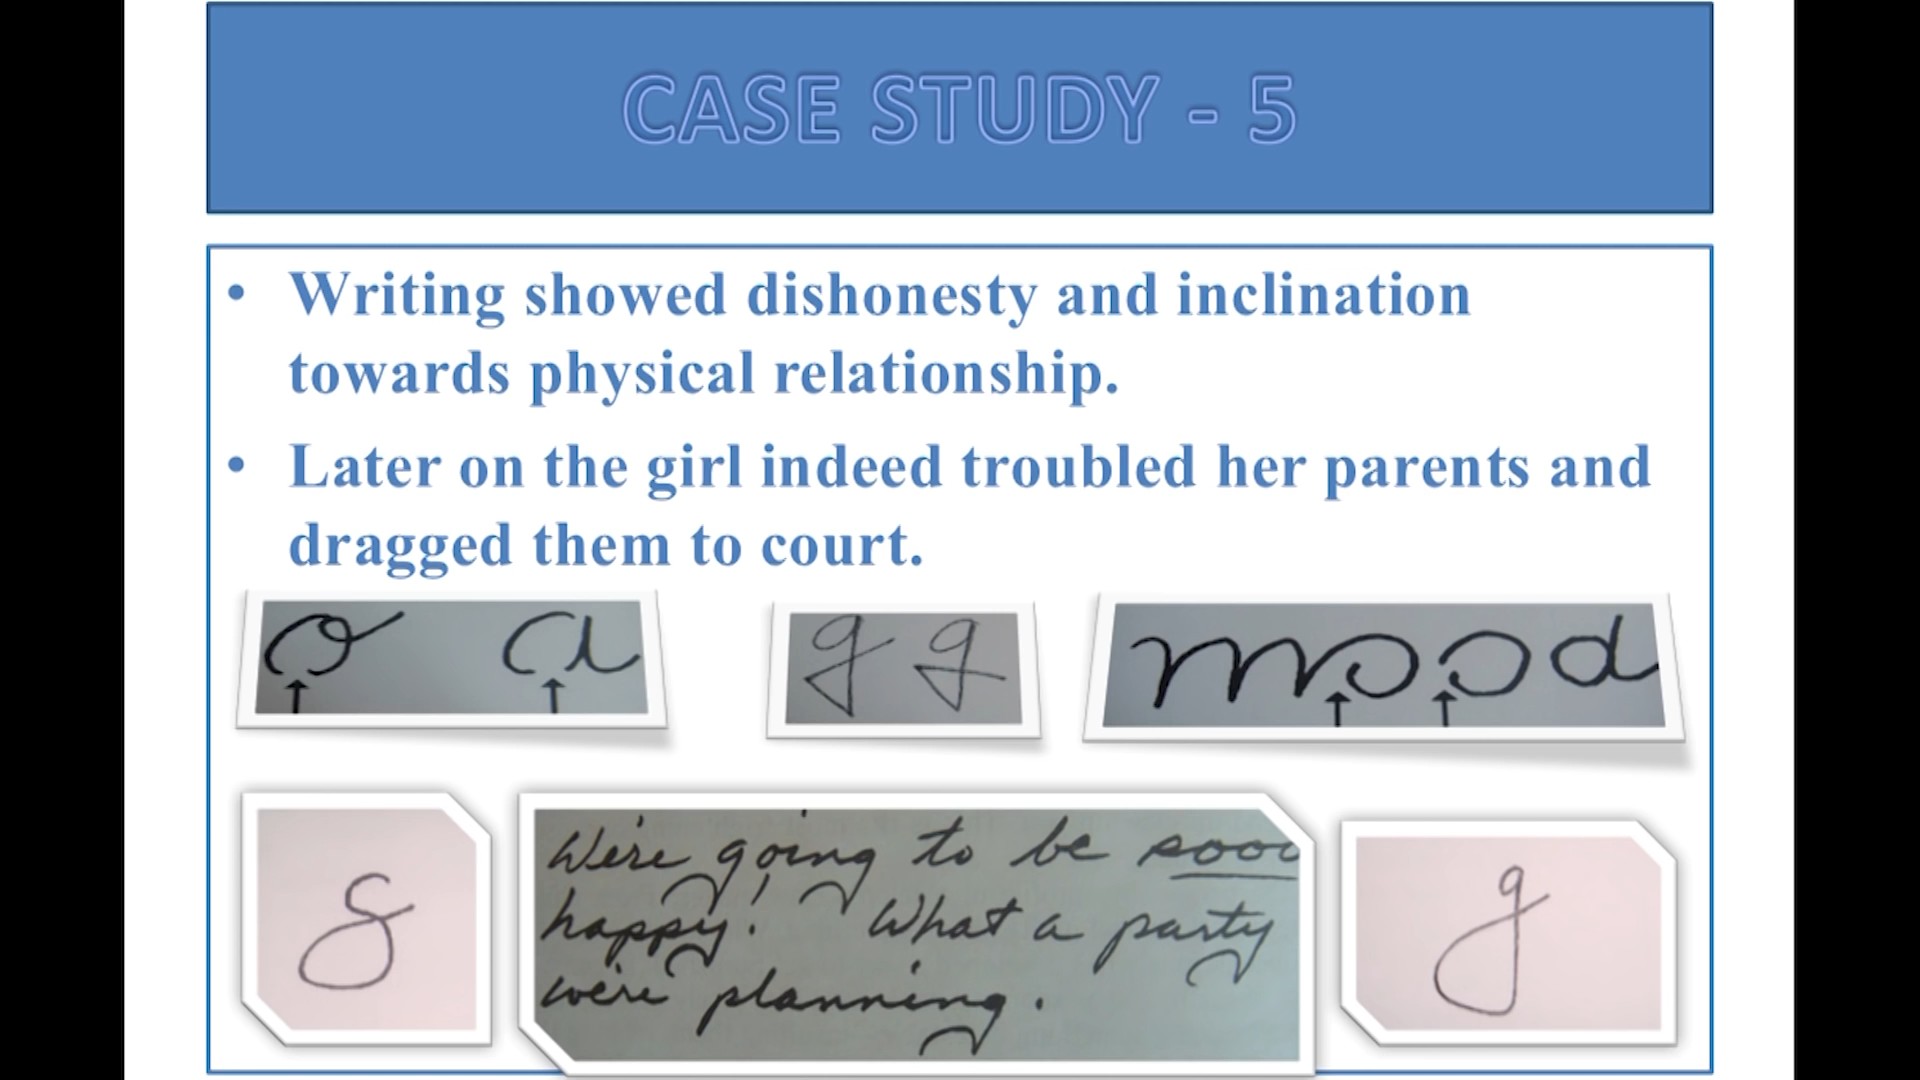 CASE STUDY - 5
• Writing showed dishonesty and inclination
towards physical relationship.
• Later on the girl indeed troubled her parents and
dragged them to court.
o a
g g
mood
g
We're going to be sooo
happy! What a party
we're planning.
g